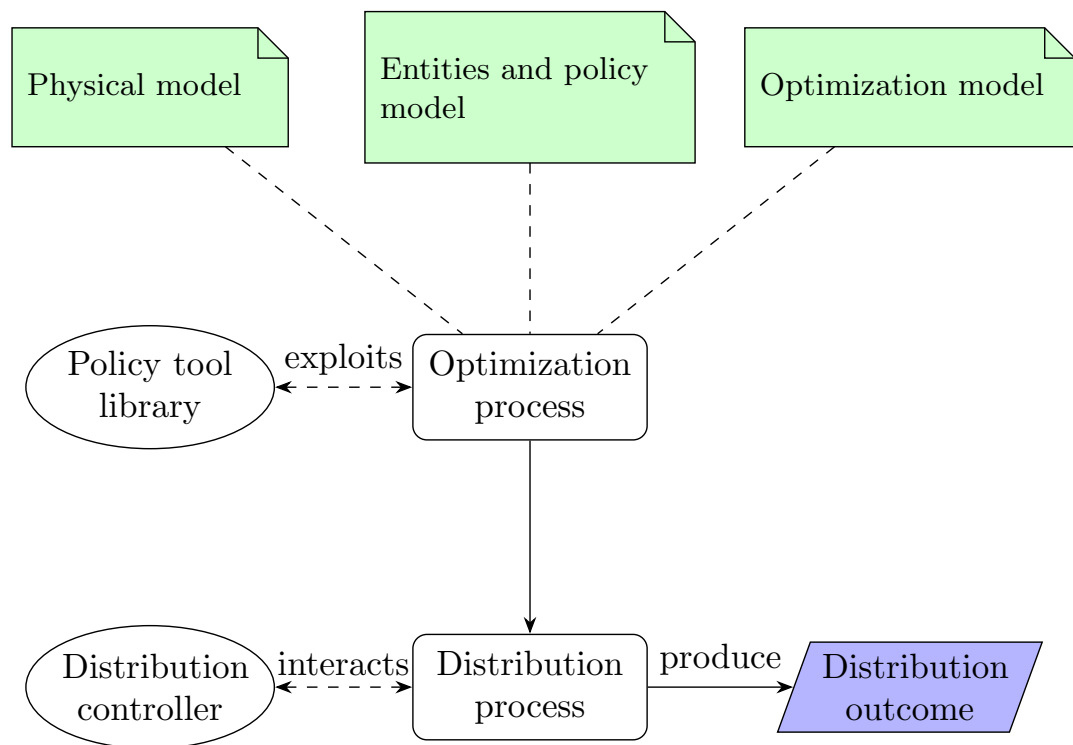 Physical model
Entities and policy
model
Optimization model
Policy tool
library
exploits
Optimization
process
Distribution
controller
interacts
Distribution
process
produce
Distribution
outcome